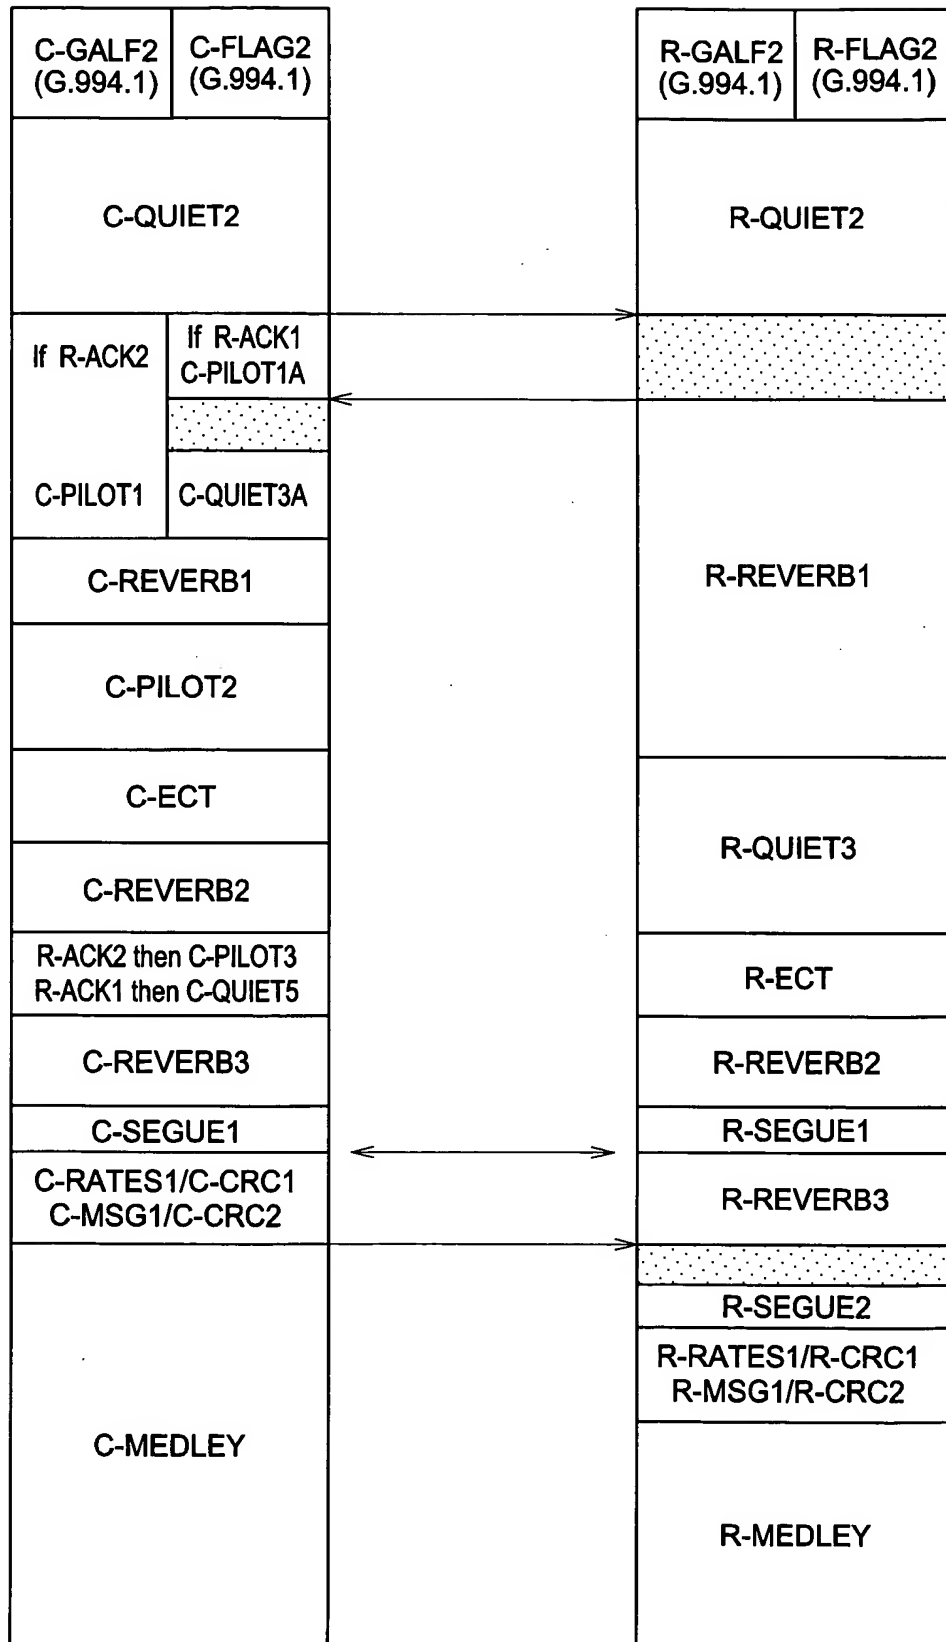 C-GALF2
(G.994.1)
C-FLAG2
(G.994.1)
C-QUIET2
If R-ACK2
C-PILOT1
If R-ACK1
C-PILOT1A
C-QUIET3A
C-REVERB1
C-PILOT2
C-ECT
C-REVERB2
R-ACK2 then C-PILOT3
R-ACK1 then C-QUIET5
C-REVERB3
C-SEGUE1
C-RATES1/C-CRC1
C-MSG1/C-CRC2
C-MEDLEY
R-GALF2
(G.994.1)
R-FLAG2
(G.994.1)
R-QUIET2
R-REVERB1
R-QUIET3
R-ECT
R-REVERB2
R-SEGUE1
R-REVERB3
R-SEGUE2
R-RATES1/R-CRC1
R-MSG1/R-CRC2
R-MEDLEY